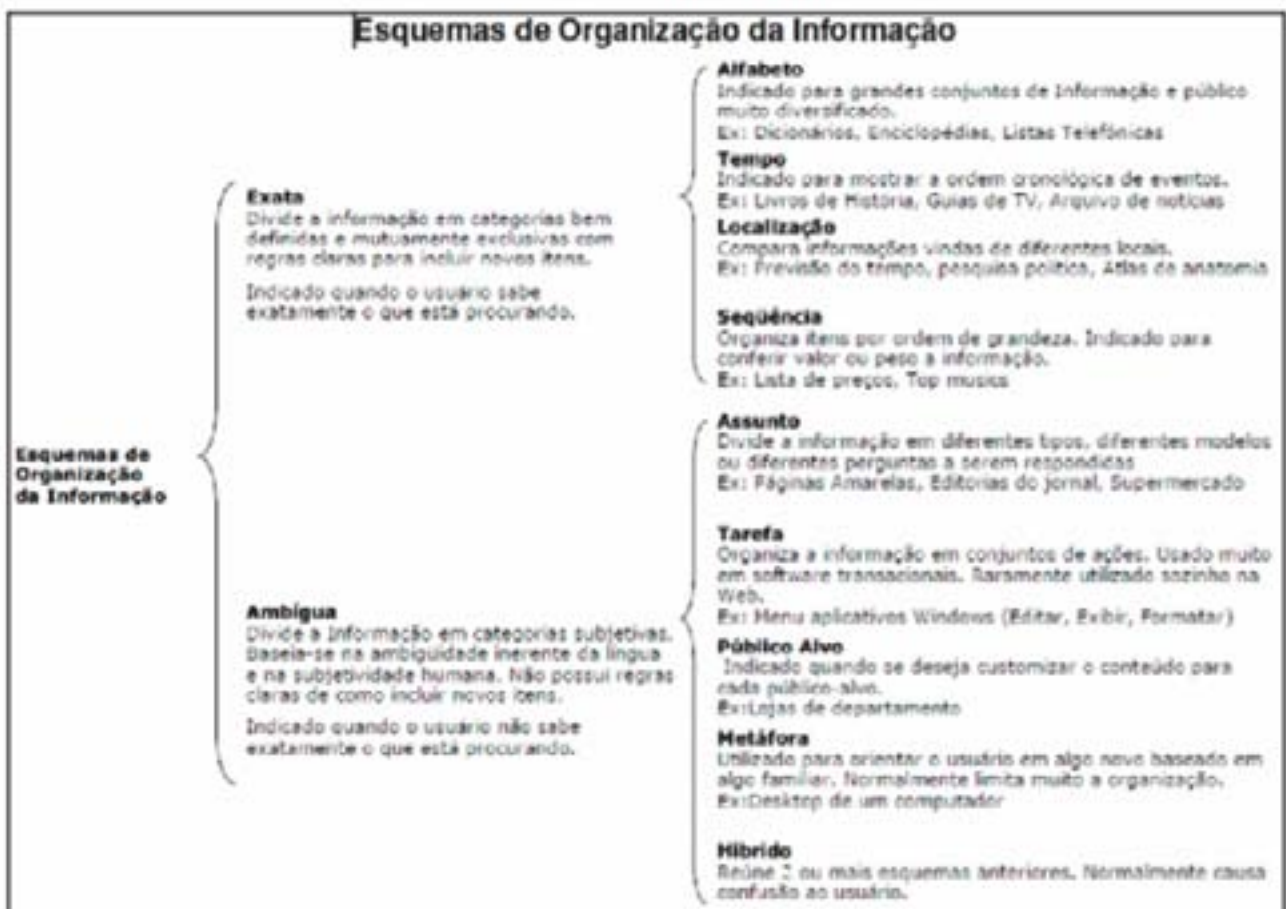 Esquemas de Organização da Informação
Esquemas de
Organização
da Informação
Exata
Divide a informação em categorias bem
definidas e mutuamente exclusivas com
regras claras para incluir novos itens.
Indicado quando o usuário sabe
exatamente o que está procurando.
Alfabeto
Indicado para grandes conjuntos de Informação e público
muito diversificado.
Ex: Dicionários, Enciclopédias, Listas Telefônicas
Tempo
Indicado para mostrar a ordem cronológica de eventos.
Ex: Livros de História, Guias de TV, Arquivo de notícias
Localização
Compara informações vindas de diferentes locais.
Ex: Previsão do tempo, pesquisa política, Atlas de anatomia
Seqüência
Organiza itens por ordem de grandeza. Indicado para
conferir valor ou peso a informação.
Ex: Lista de preços, Top musics
Ambígua
Divide a Informação em categorias subjetivas.
Baseia-se na ambigüidade inerente da língua
e na subjetividade humana. Não possui regras
claras de como incluir novos itens.
Indicado quando o usuário não sabe
exatamente o que está procurando.
Assunto
Divide a informação em diferentes tipos, diferentes modelos
ou diferentes perguntas a serem respondidas
Ex: Páginas Amarelas, Editorias do jornal, Supermercado
Tarefa
Organiza a informação em conjuntos de ações. Usado muito
em software transacionais. Raramente utilizado sozinho na
Web.
Ex: Menu aplicativos Windows (Editar, Exibir, Formatar)
Público Alvo
Indicado quando se deseja customizar o conteúdo para
cada público-alvo.
Ex:Lojas de departamento
Metáfora
Utilizado para orientar o usuário em algo novo baseado em
algo familiar. Normalmente limita muito a organização.
Ex:Desktop de um computador
Híbrido
Reúne 2 ou mais esquemas anteriores. Normalmente causa
confusão ao usuário.